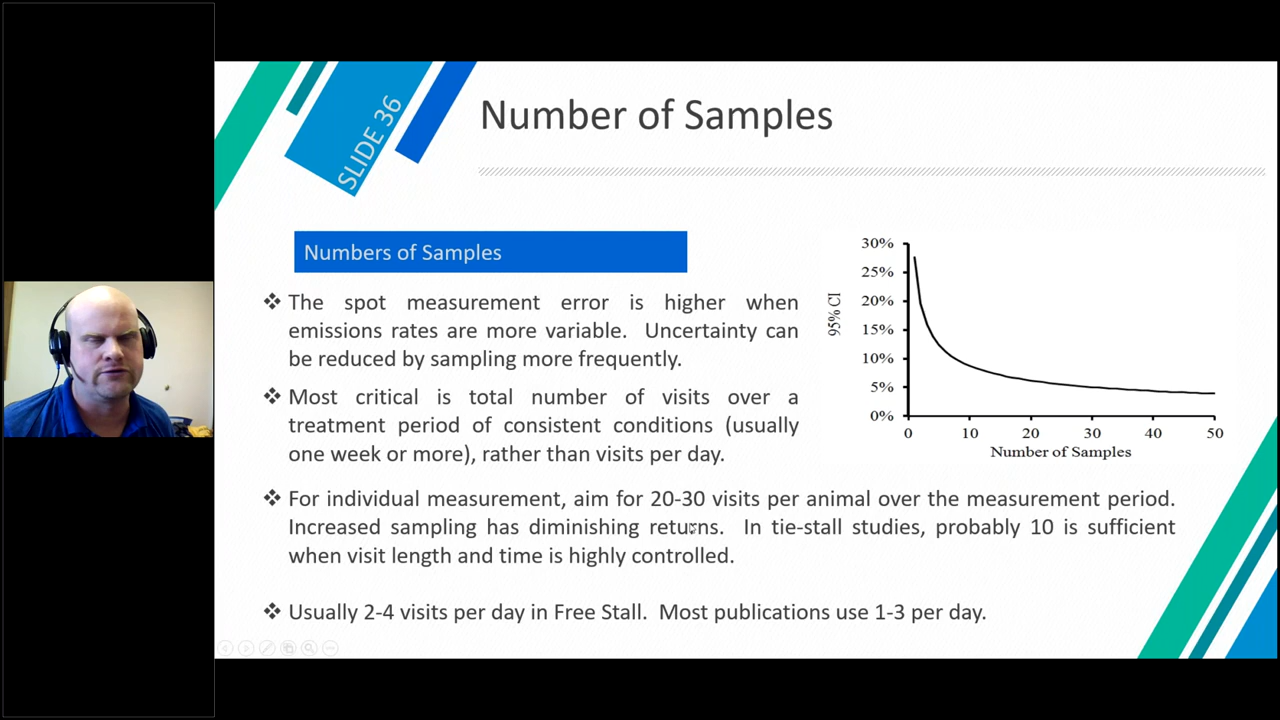 SLIDE 36
Number of Samples
Numbers of Samples
❖ The spot measurement error is higher when
emissions rates are more variable. Uncertainty can
be reduced by sampling more frequently.
❖ Most critical is total number of visits over a
treatment period of consistent conditions (usually
one week or more), rather than visits per day.
30%
25%
20%
15%
10%
5%
0%
95% CI
0 10 20 30 40 50
Number of Samples
❖ For individual measurement, aim for 20-30 visits per animal over the measurement period.
Increased sampling has diminishing returns. In tie-stall studies, probably 10 is sufficient
when visit length and time is highly controlled.
❖ Usually 2-4 visits per day in Free Stall. Most publications use 1-3 per day.